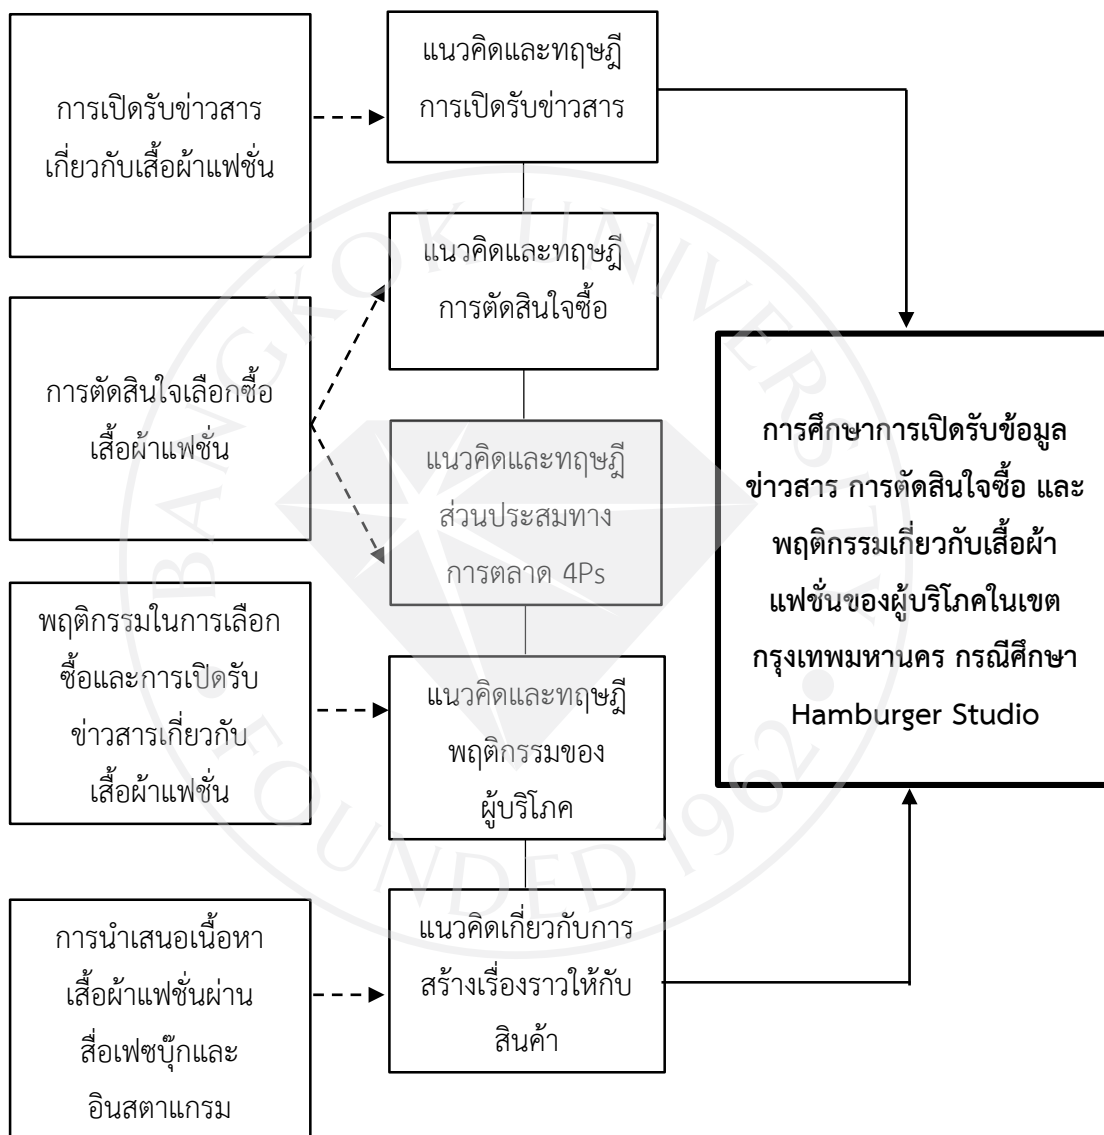 การเปิดรับข่าวสาร
เกี่ยวกับเสื้อผ้าแฟชั่น
แนวคิดและทฤษฎี
การเปิดรับข่าวสาร
การตัดสินใจเลือกซื้อ
เสื้อผ้าแฟชั่น
แนวคิดและทฤษฎี
การตัดสินใจซื้อ
แนวคิดและทฤษฎี
ส่วนประสมทาง
การตลาด 4Ps
พฤติกรรมในการเลือก
ซื้อและการเปิดรับ
ข่าวสารเกี่ยวกับ
เสื้อผ้าแฟชั่น
แนวคิดและทฤษฎี
พฤติกรรมของ
ผู้บริโภค
การนำเสนอเนื้อหา
เสื้อผ้าแฟชั่นผ่าน
สื่อเฟซบุ๊กและ
อินสตาแกรม
แนวคิดเกี่ยวกับการ
สร้างเรื่องราวให้กับ
สินค้า
การศึกษาการเปิดรับข้อมูล
ข่าวสาร การตัดสินใจซื้อ และ
พฤติกรรมเกี่ยวกับเสื้อผ้า
แฟชั่นของผู้บริโภคในเขต
กรุงเทพมหานคร กรณีศึกษา
Hamburger Studio
BANGKOK UNIVERSITY
FOUNDED 1962